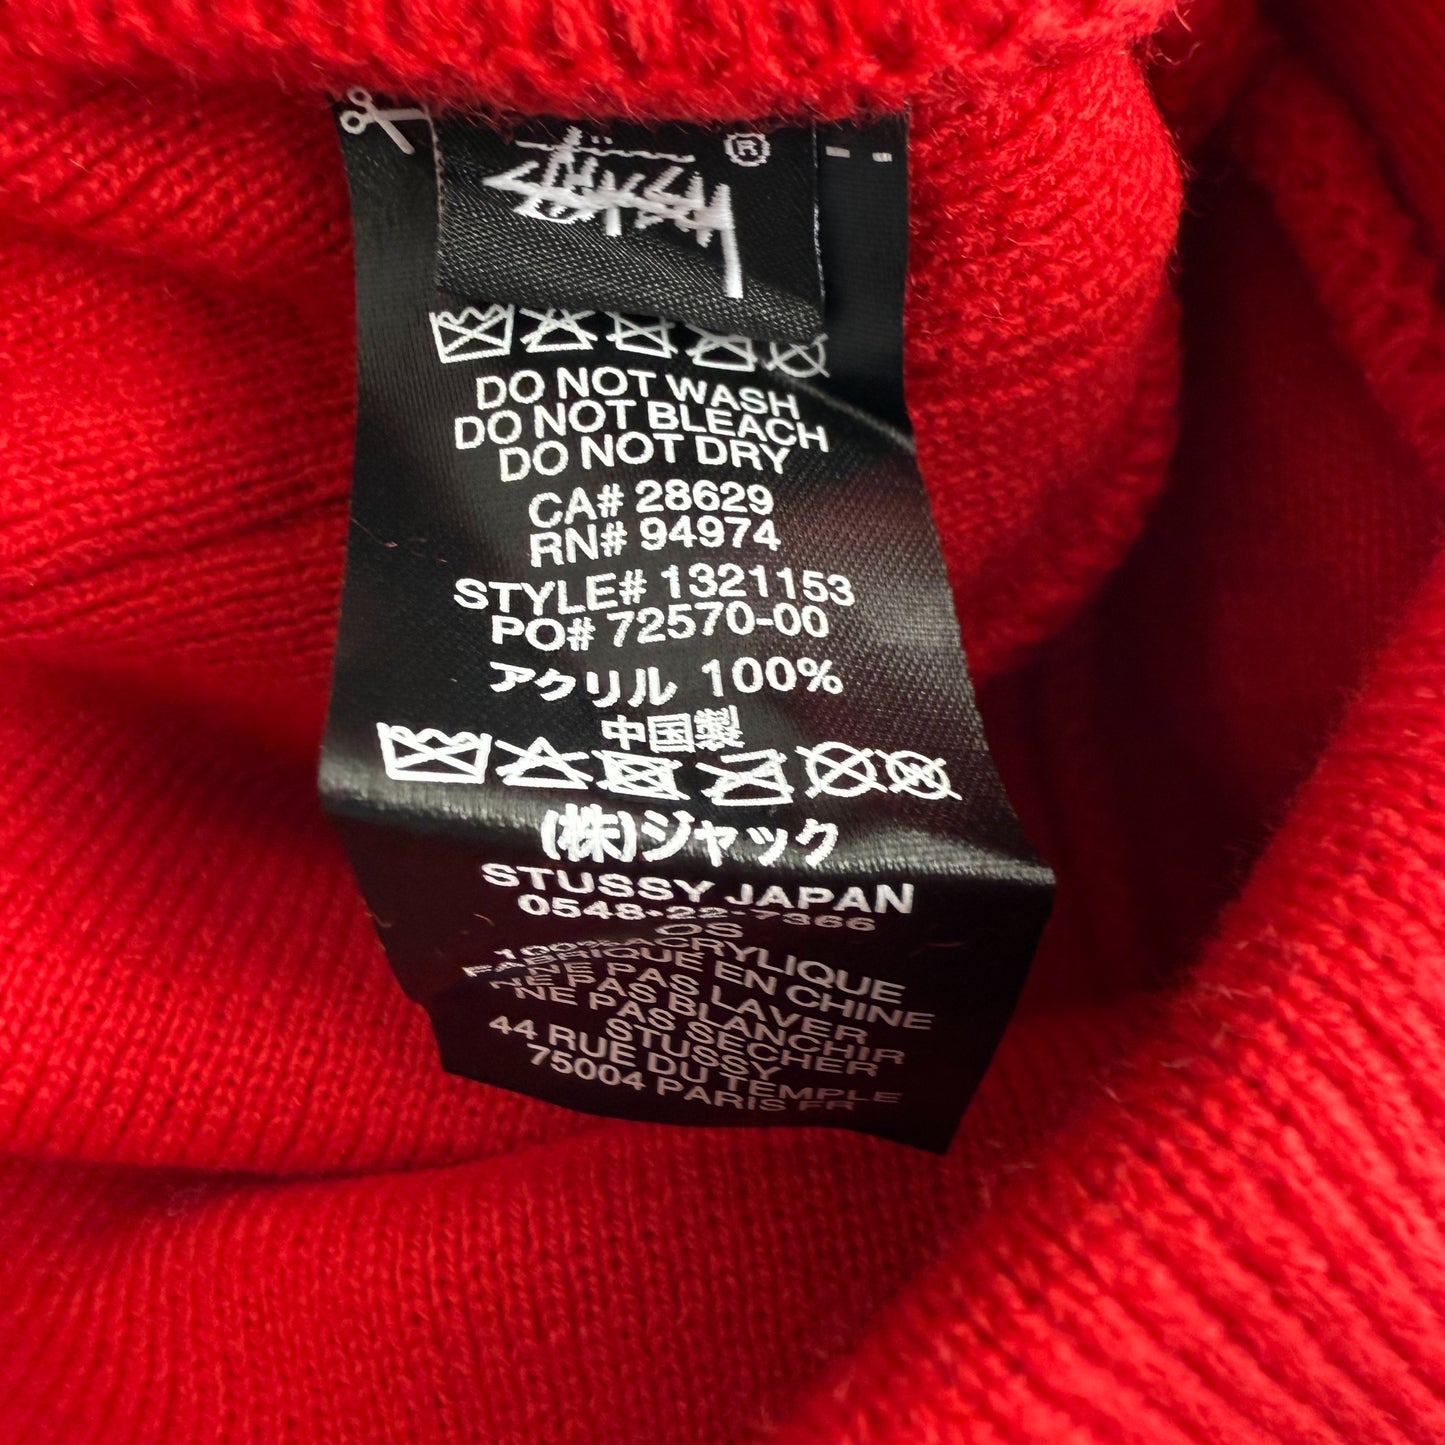 Stüssy ®
DO NOT WASH
DO NOT BLEACH
DO NOT DRY
CA# 28629
RN# 94974
STYLE# 1321153
PO# 72570-00
アクリル 100%
中国製
(株)ジャック
STUSSY JAPAN
0548-22-7366
OS
100% ACRYLIQUE
FABRIQUE EN CHINE
NE PAS LAVER
NE PAS BLANCHIR
NE PAS SECHER
STUSSY
44 RUE DU TEMPLE
75004 PARIS FR